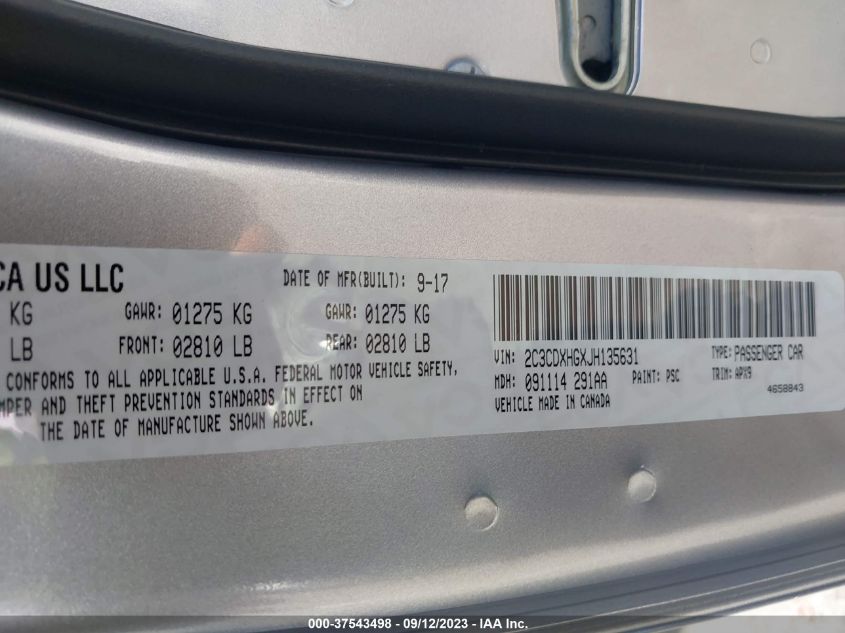 CA US LLC
DATE OF MFR(BUILT): 9-17
KG GAWR: 01275 KG GAWR: 01275 KG
LB FRONT: 02810 LB REAR: 02810 LB
CONFORMS TO ALL APPLICABLE U.S.A. FEDERAL MOTOR VEHICLE SAFETY,
MPER AND THEFT PREVENTION STANDARDS IN EFFECT ON
THE DATE OF MANUFACTURE SHOWN ABOVE.
VIN: 2C3CDXHGXJH135631 TYPE: PASSENGER CAR
MDH: 091114 291AA PAINT: PSC TRIM: APX9
VEHICLE MADE IN CANADA 4658843
000-37543498 - 09/12/2023 - IAA Inc.